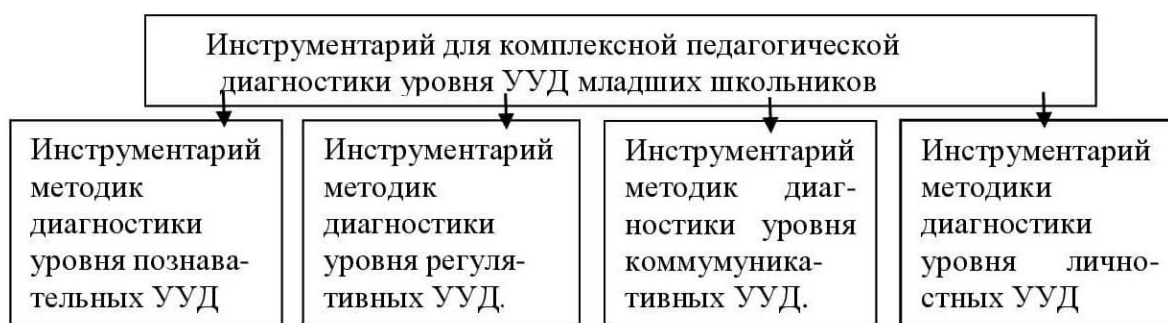 Инструментарий для комплексной педагогической
диагностики уровня УУД младших школьников
Инструментарий
методик
диагностики
уровня познава-
тельных УУД
Инструментарий
методик
диагностики
уровня регуля-
тивных УУД.
Инструментарий
методик диаг-
ностики уровня
коммумуника-
тивных УУД.
Инструментарий
методики
диагностики
уровня лично-
стных УУД